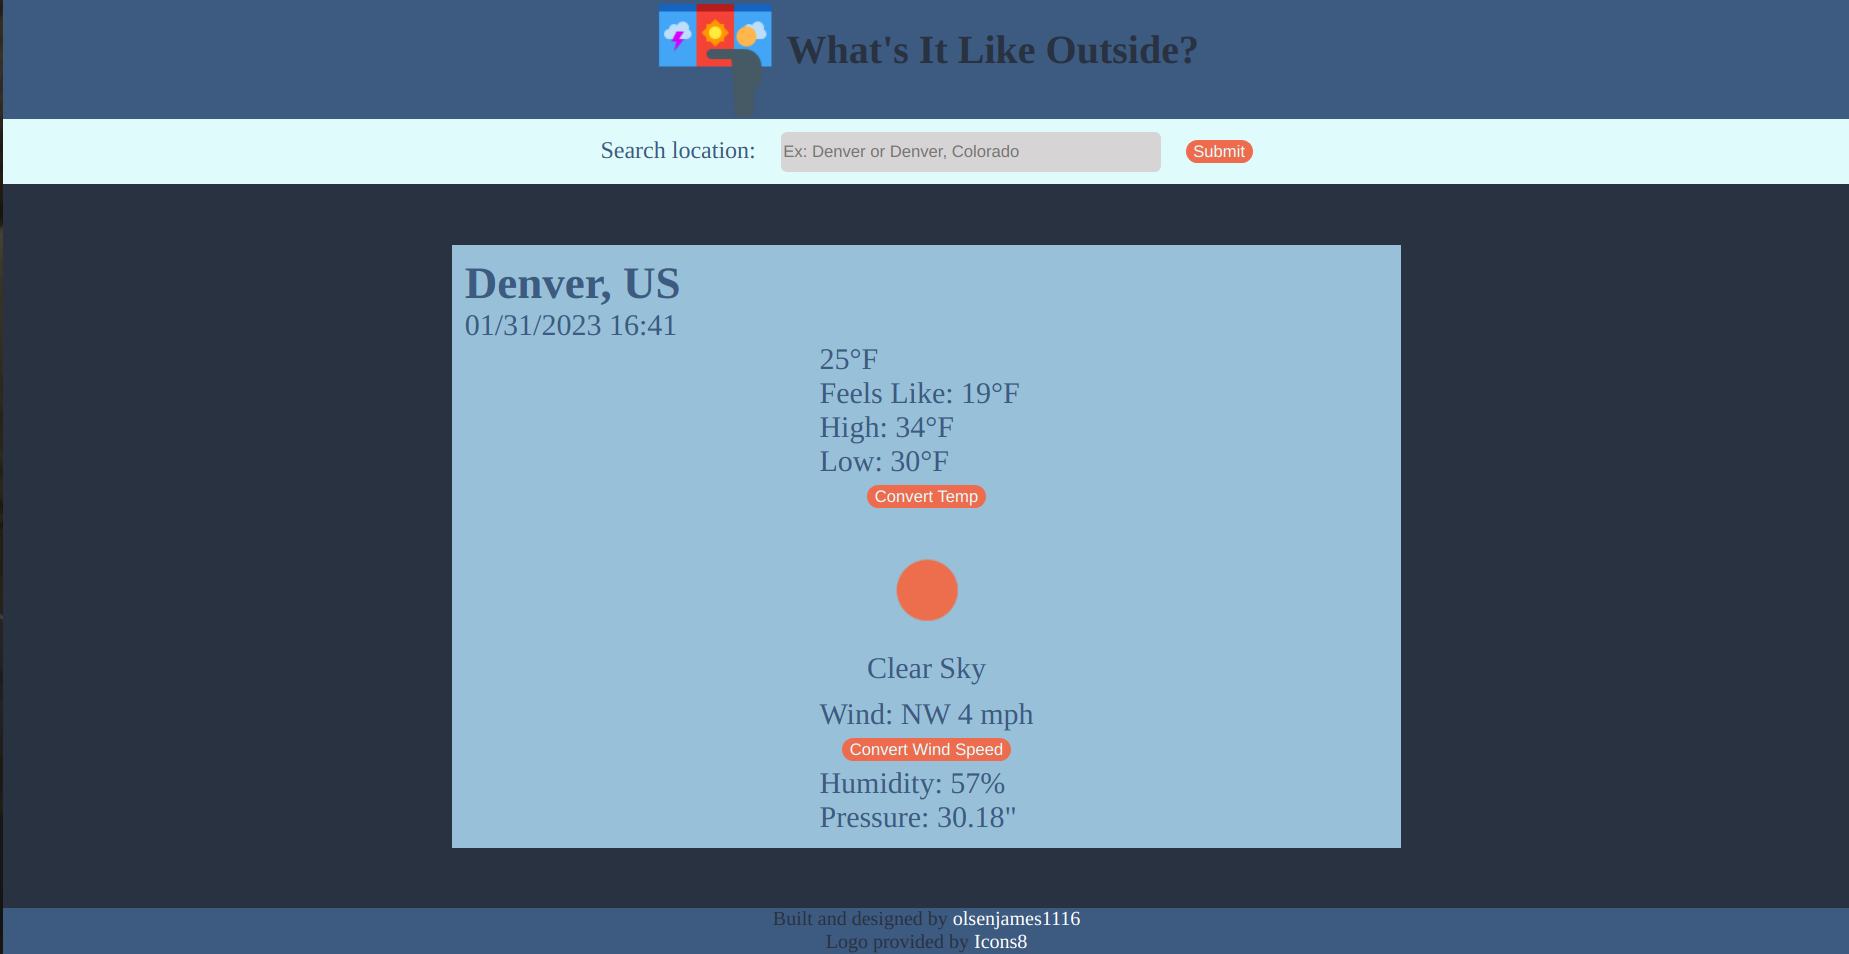 What's It Like Outside?
Search location: Ex: Denver or Denver, Colorado Submit
Denver, US
01/31/2023 16:41
25°F
Feels Like: 19°F
High: 34°F
Low: 30°F
Convert Temp
Clear Sky
Wind: NW 4 mph
Convert Wind Speed
Humidity: 57%
Pressure: 30.18"
Built and designed by olsenjames1116
Logo provided by Icons8